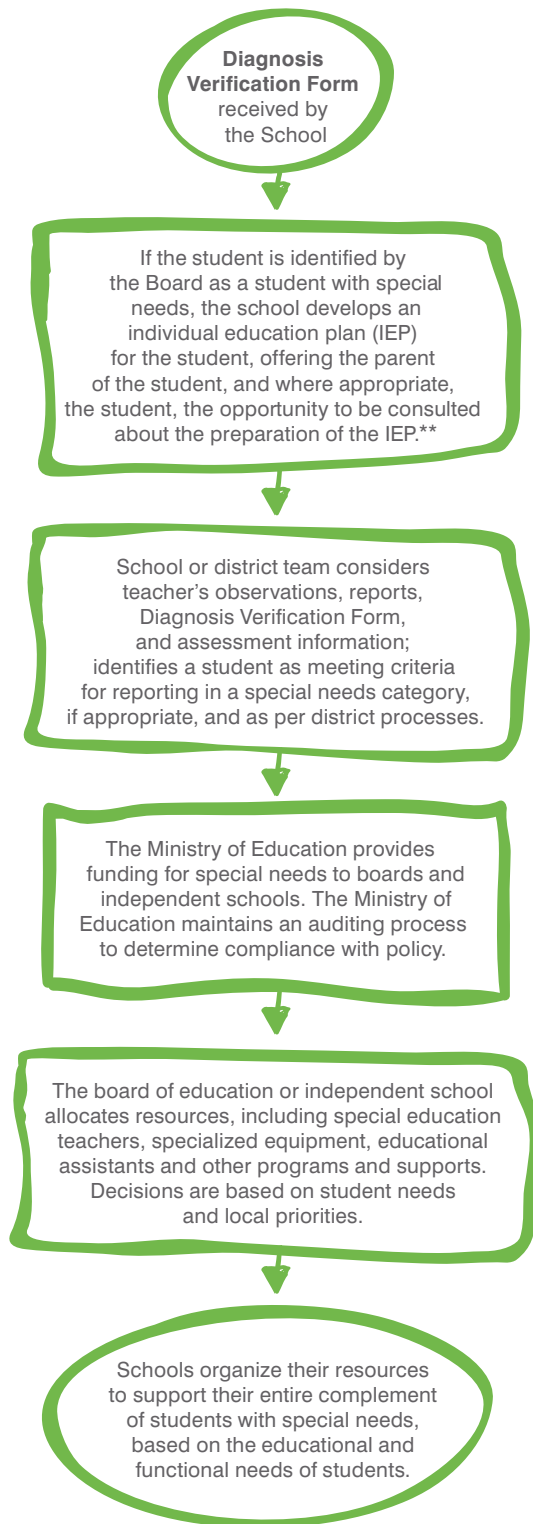 Diagnosis
Verification Form
received by
the School
If the student is identified by
the Board as a student with special
needs, the school develops an
individual education plan (IEP)
for the student, offering the parent
of the student, and where appropriate,
the student, the opportunity to be consulted
about the preparation of the IEP.**
School or district team considers
teacher’s observations, reports,
Diagnosis Verification Form,
and assessment information;
identifies a student as meeting criteria
for reporting in a special needs category,
if appropriate, and as per district processes.
The Ministry of Education provides
funding for special needs to boards and
independent schools. The Ministry of
Education maintains an auditing process
to determine compliance with policy.
The board of education or independent school
allocates resources, including special education
teachers, specialized equipment, educational
assistants and other programs and supports.
Decisions are based on student needs
and local priorities.
Schools organize their resources
to support their entire complement
of students with special needs,
based on the educational and
functional needs of students.